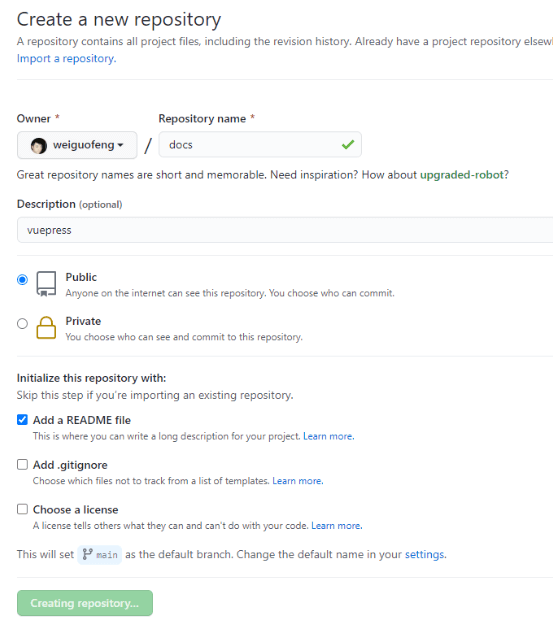 Create a new repository
A repository contains all project files, including the revision history. Already have a project repository
Import a repository.
Owner *
Repository name *
weiguofeng
/
docs
Great repository names are short and memorable. Need inspiration? How about upgraded-robot?
Description (optional)
vuepress
Public
Anyone on the internet can see this repository. You choose who can commit.
Private
You choose who can see and commit to this repository.
Initialize this repository with:
Skip this step if you're importing an existing repository.
Add a README file
This is where you can write a long description for your project. Learn more.
Add .gitignore
Choose which files not to track from a list of templates. Learn more.
Choose a license
A license tells others what they can and can't do with your code. Learn more.
This will set main as the default branch. Change the default name in your settings.
Creating repository...